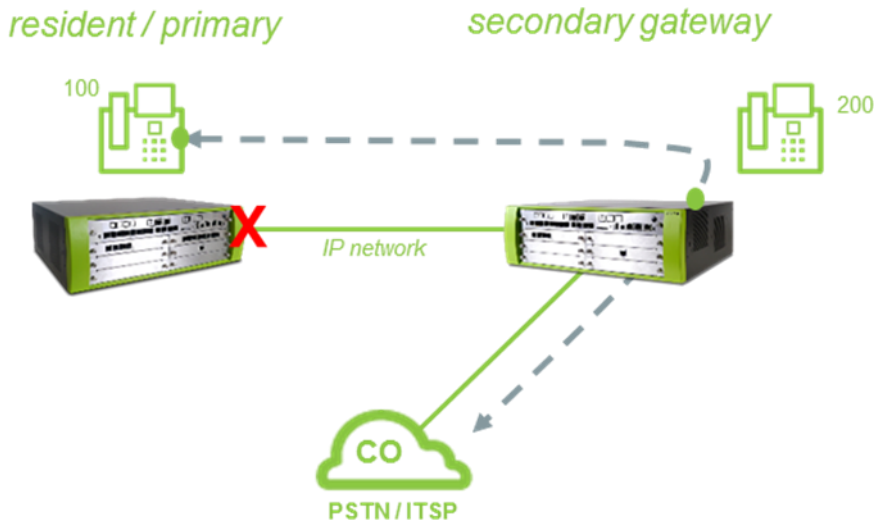 resident / primary
secondary gateway
100
200
X
IP network
CO
PSTN / ITSP